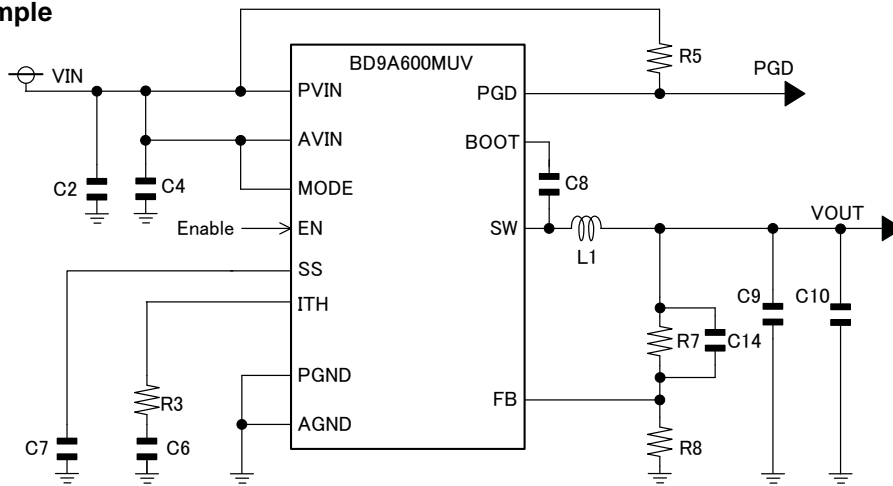 mple
BD9A600MUV
VIN
PVIN
PGD
R5
PGD
AVIN
BOOT
C2
C4
MODE
C8
Enable
EN
SW
L1
VOUT
SS
ITH
C9
C10
R7
C14
PGND
R3
FB
AGND
R8
C7
C6